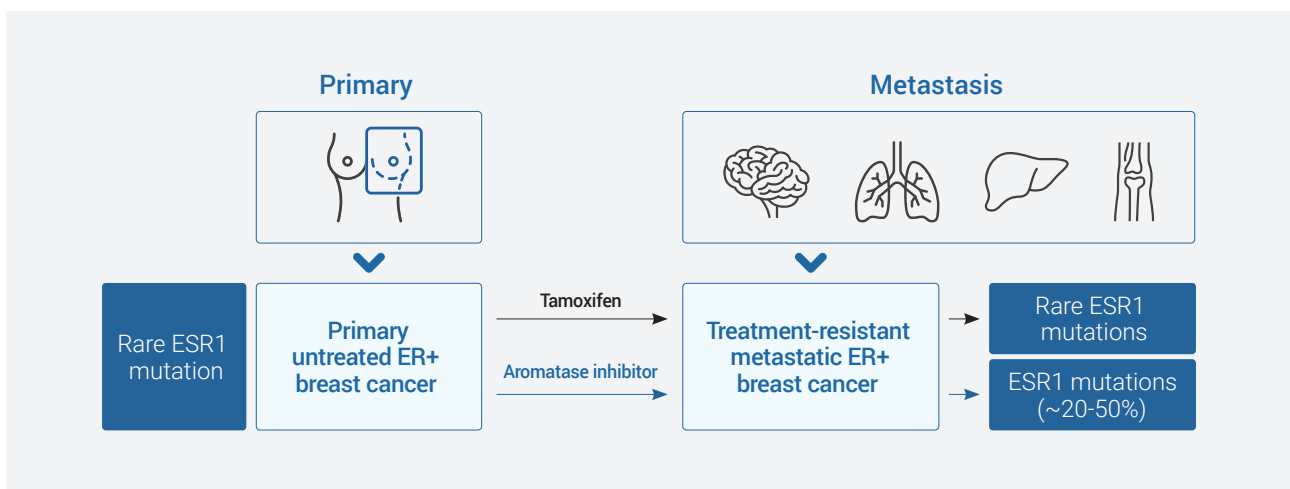 Primary
Metastasis
Rare ESR1
mutation
Primary
untreated ER+
breast cancer
Tamoxifen
Aromatase inhibitor
Treatment-resistant
metastatic ER+
breast cancer
Rare ESR1
mutations
ESR1 mutations
(~20-50%)